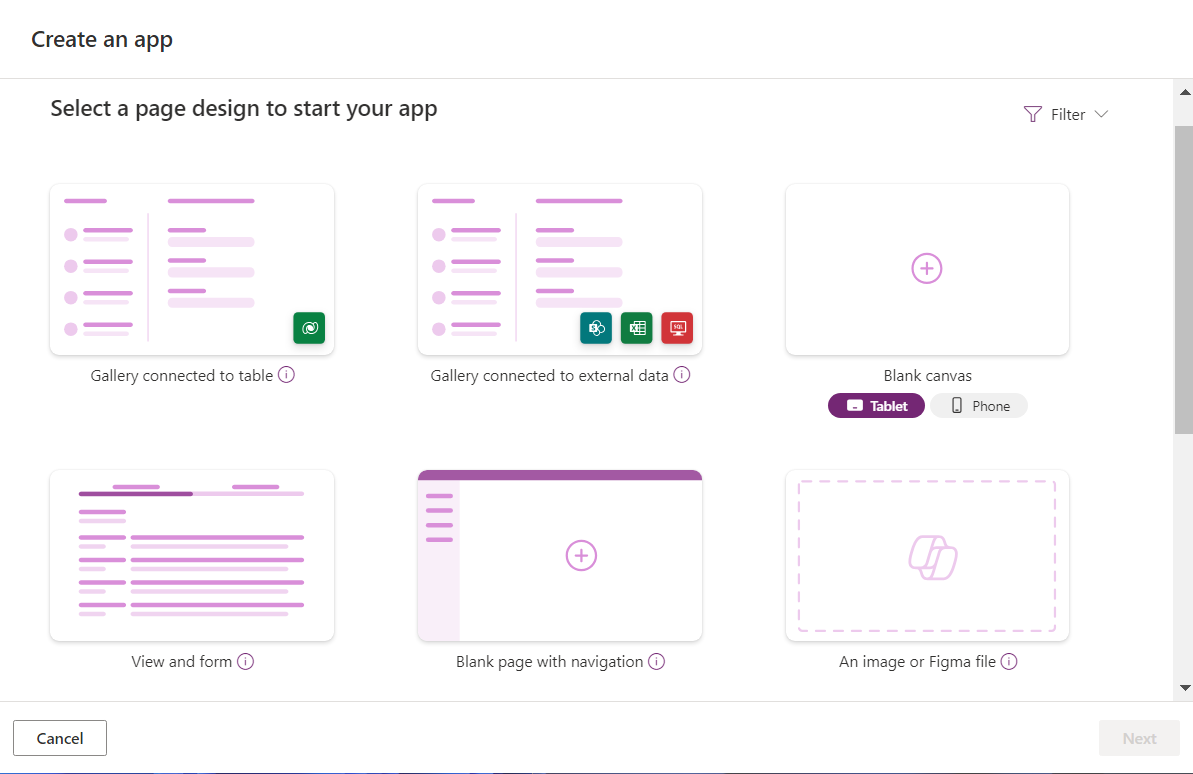 Create an app
Select a page design to start your app
Filter
SQL
Gallery connected to table
Gallery connected to external data
Blank canvas
Tablet
Phone
View and form
Blank page with navigation
An image or Figma file
Cancel
Next